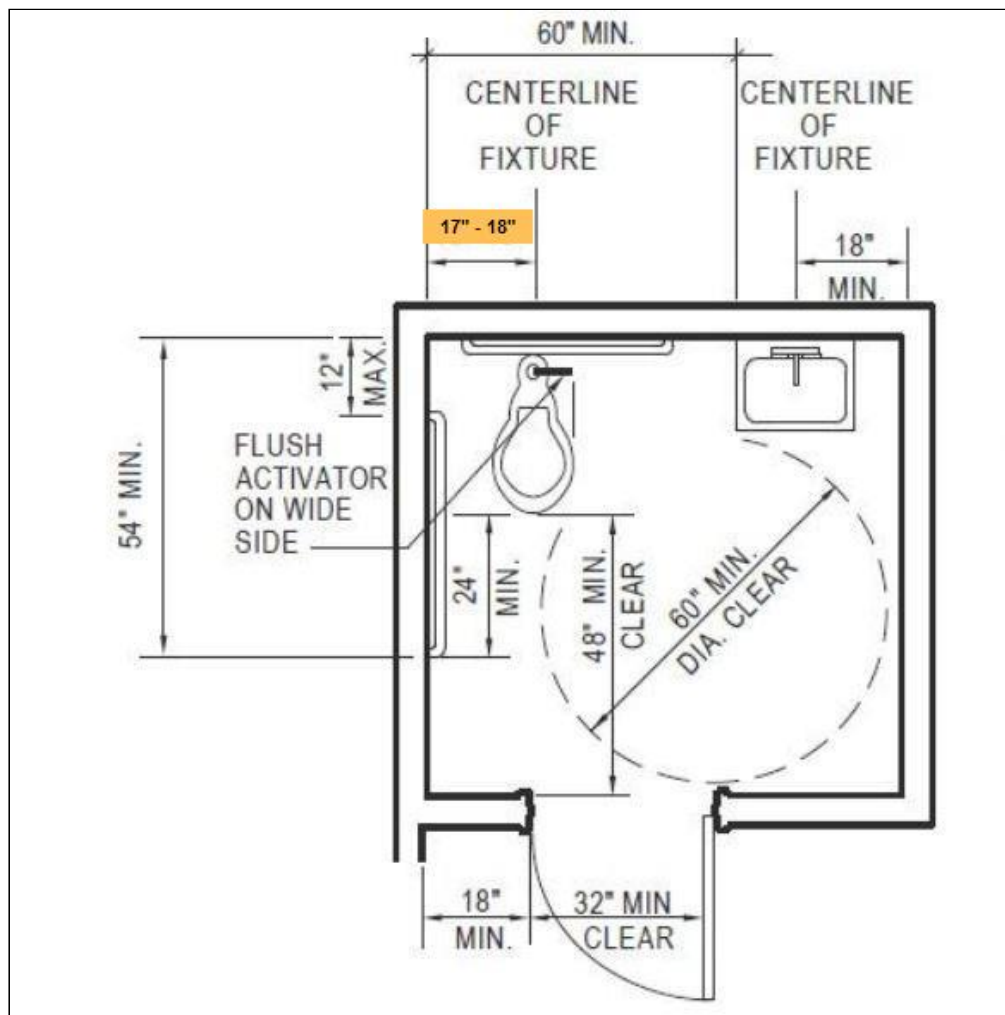 60" MIN.
CENTERLINE
OF
FIXTURE
CENTERLINE
OF
FIXTURE
17" - 18"
18"
MIN.
12"
MAX.
54" MIN.
FLUSH
ACTIVATOR
ON WIDE
SIDE
24"
MIN.
48" MIN.
CLEAR
60" MIN.
DIA. CLEAR
18"
MIN.
32" MIN
CLEAR